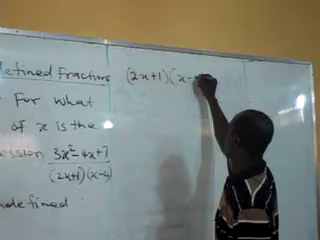 defined Fractions
For what
of x is the
ession (3x²-4x+7)/((2x+1)(x-4))
ndefined
(2x+1)(x-